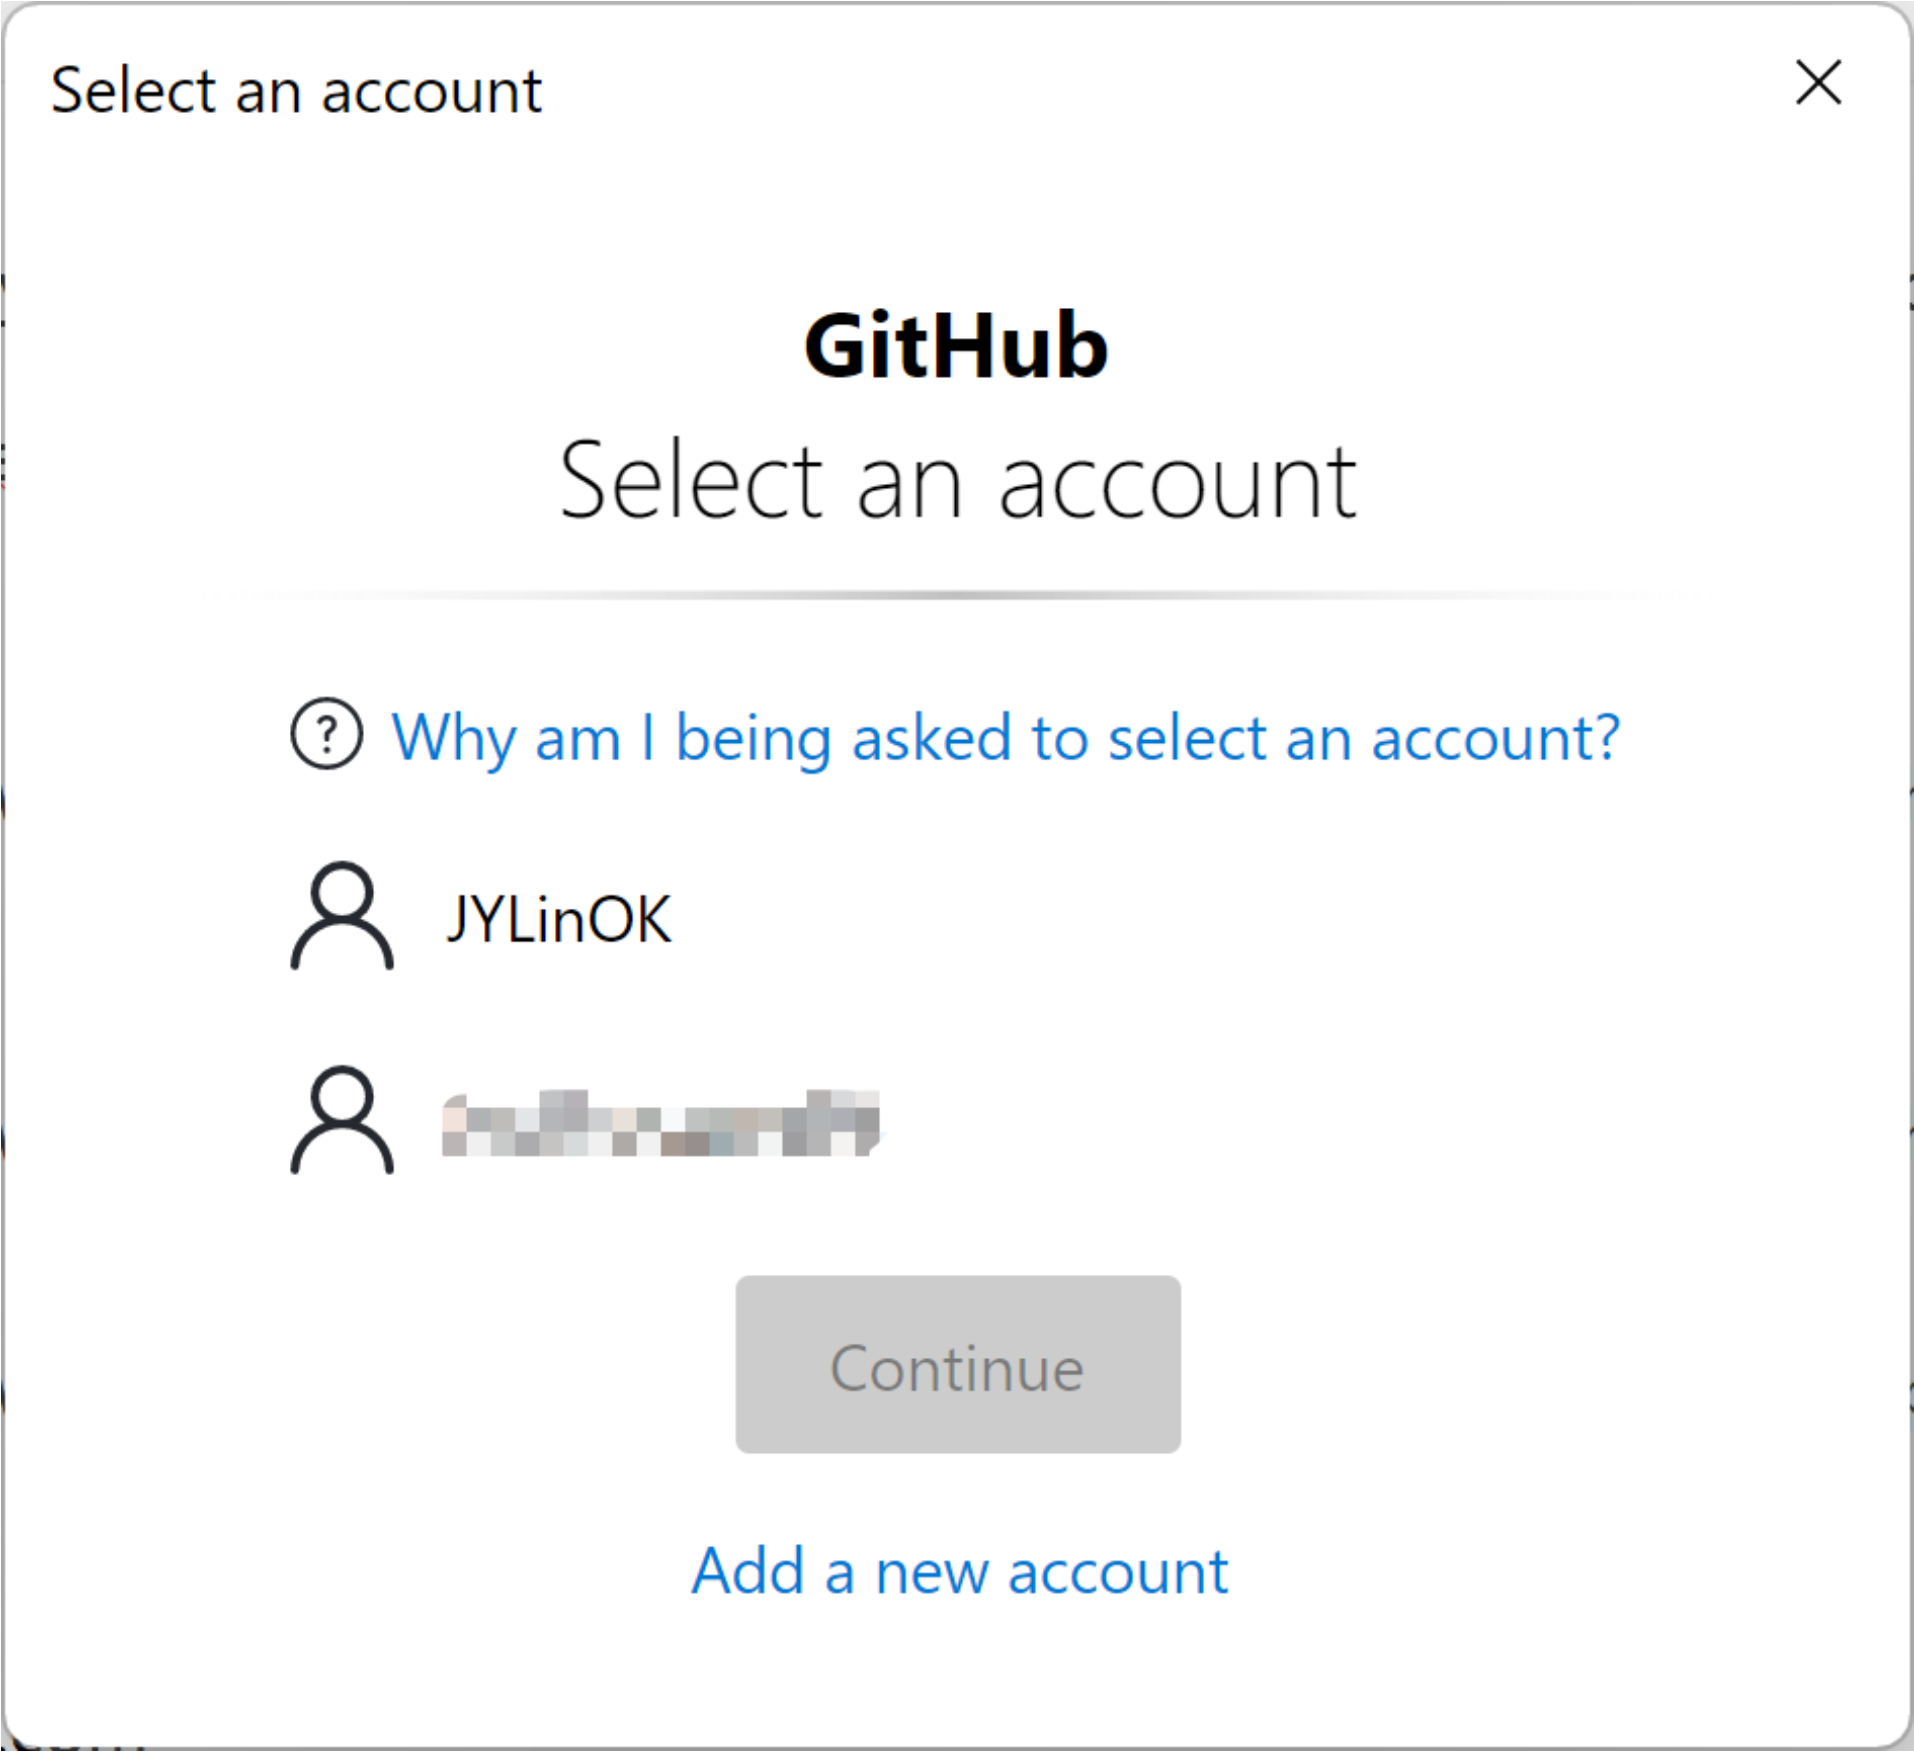 Select an account
GitHub
Select an account
Why am I being asked to select an account?
JYLinOK
Continue
Add a new account